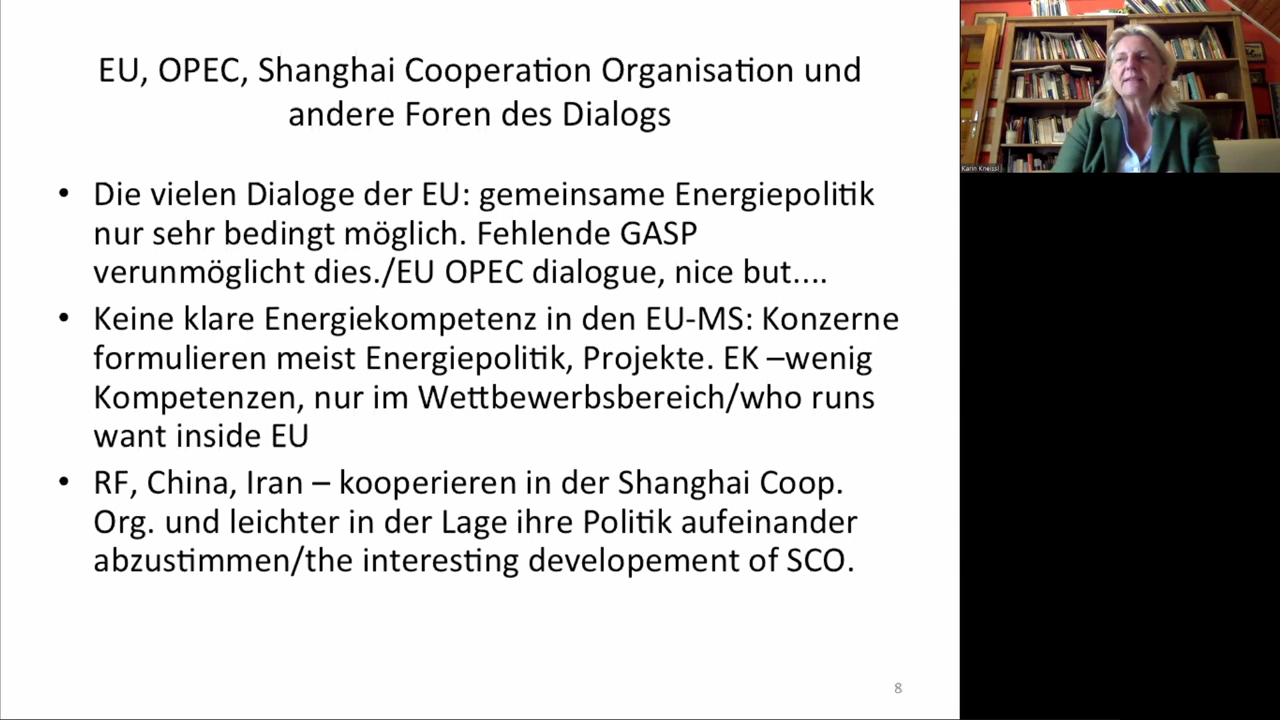 EU, OPEC, Shanghai Cooperation Organisation und
andere Foren des Dialogs
• Die vielen Dialoge der EU: gemeinsame Energiepolitik
nur sehr bedingt möglich. Fehlende GASP
verunmöglicht dies./EU OPEC dialogue, nice but....
• Keine klare Energiekompetenz in den EU-MS: Konzerne
formulieren meist Energiepolitik, Projekte. EK –wenig
Kompetenzen, nur im Wettbewerbsbereich/who runs
want inside EU
• RF, China, Iran – kooperieren in der Shanghai Coop.
Org. und leichter in der Lage ihre Politik aufeinander
abzustimmen/the interesting developement of SCO.
8
Karin Kneissl